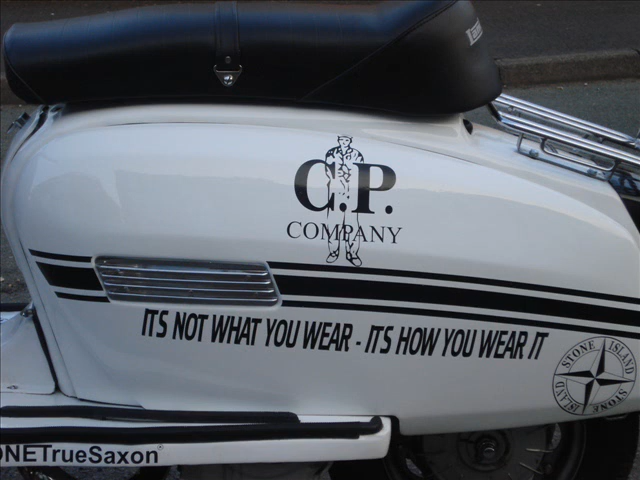 C.P.
COMPANY
ITS NOT WHAT YOU WEAR - ITS HOW YOU WEAR IT
STONE ISLAND
STONE ISLAND
ONETrueSaxon®